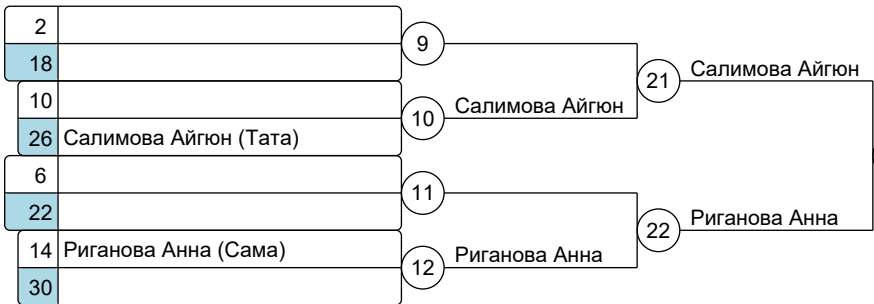 2
9
18
21 Салимова Айгюн
10
10 Салимова Айгюн
26 Салимова Айгюн (Тата)
6
11
22
22 Риганова Анна
14 Риганова Анна (Сама)
12 Риганова Анна
30